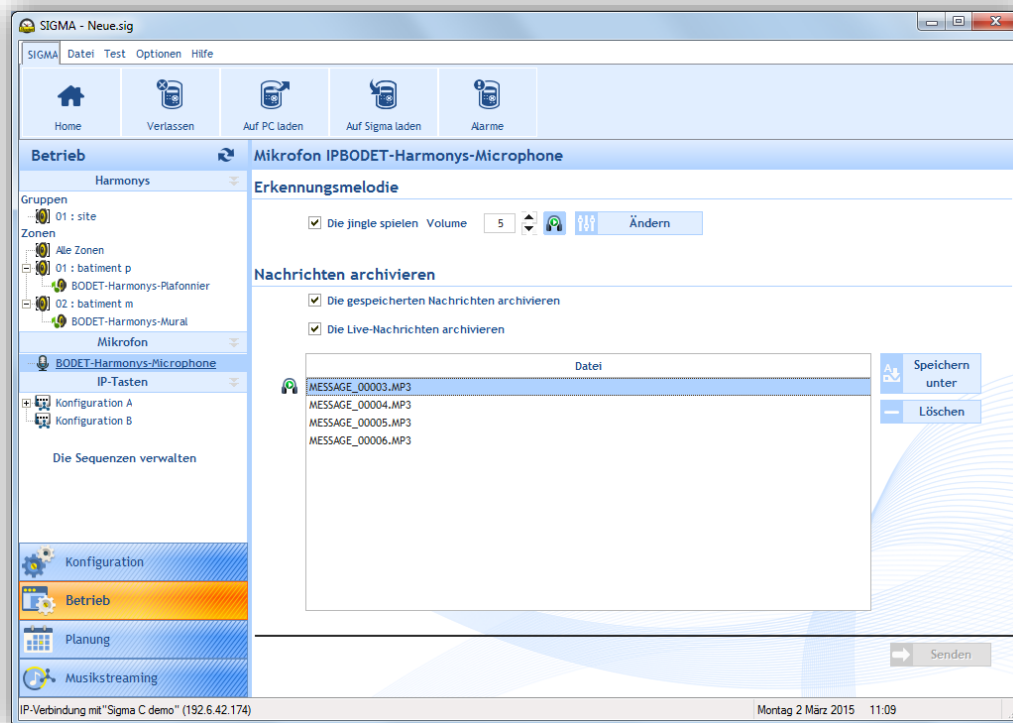 SIGMA - Neue.sig
SIGMA Datei Test Optionen Hilfe
Home Verlassen Auf PC laden Auf Sigma laden Alarme
Betrieb
Harmonys
Gruppen
01 : site
Zonen
Alle Zonen
01 : batiment p
BODET-Harmonys-Plafonnier
02 : batiment m
BODET-Harmonys-Mural
Mikrofon
BODET-Harmonys-Microphone
IP-Tasten
Konfiguration A
Konfiguration B
Die Sequenzen verwalten
Konfiguration
Betrieb
Planung
Musikstreaming
Mikrofon IPBODET-Harmonys-Microphone
Erkennungsmelodie
Die jingle spielen Volume 5 Ändern
Nachrichten archivieren
Die gespeicherten Nachrichten archivieren
Die Live-Nachrichten archivieren
Datei
MESSAGE_00003.MP3
MESSAGE_00004.MP3
MESSAGE_00005.MP3
MESSAGE_00006.MP3
Speichern
unter
Löschen
Senden
IP-Verbindung mit"Sigma C demo" (192.6.42.174) Montag 2 März 2015 11:09